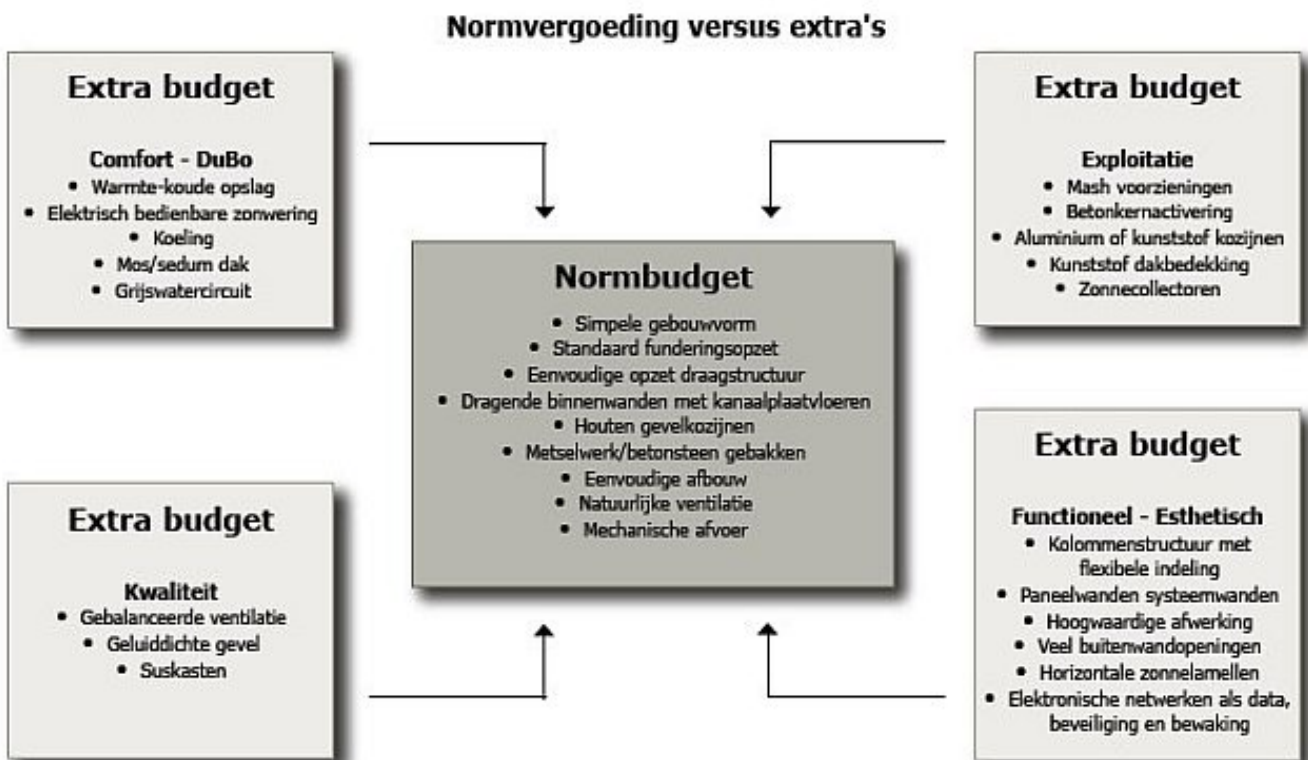 Normvergoeding versus extra's
Extra budget
Comfort - DuBo
• Warmte-koude opslag
• Elektrisch bedienbare zonwering
• Koeling
• Mos/sedum dak
• Grijswatercircuit
Extra budget
Exploitatie
• Mash voorzieningen
• Betonkernactivering
• Aluminium of kunststof kozijnen
• Kunststof dakbedekking
• Zonnecollectoren
Normbudget
• Simpele gebouwvorm
• Standaard funderingsopzet
• Eenvoudige opzet draagstructuur
• Dragende binnenwanden met kanaalplaatvloeren
• Houten gevelkozijnen
• Metselwerk/betonsteen gebakken
• Eenvoudige afbouw
• Natuurlijke ventilatie
• Mechanische afvoer
Extra budget
Kwaliteit
• Gebalanceerde ventilatie
• Geluiddichte gevel
• Suskasten
Extra budget
Functioneel - Esthetisch
• Kolommenstructuur met
flexibele indeling
• Paneelwanden systeemwanden
• Hoogwaardige afwerking
• Veel buitenwandopeningen
• Horizontale zonnelamellen
• Elektronische netwerken als data,
beveiliging en bewaking